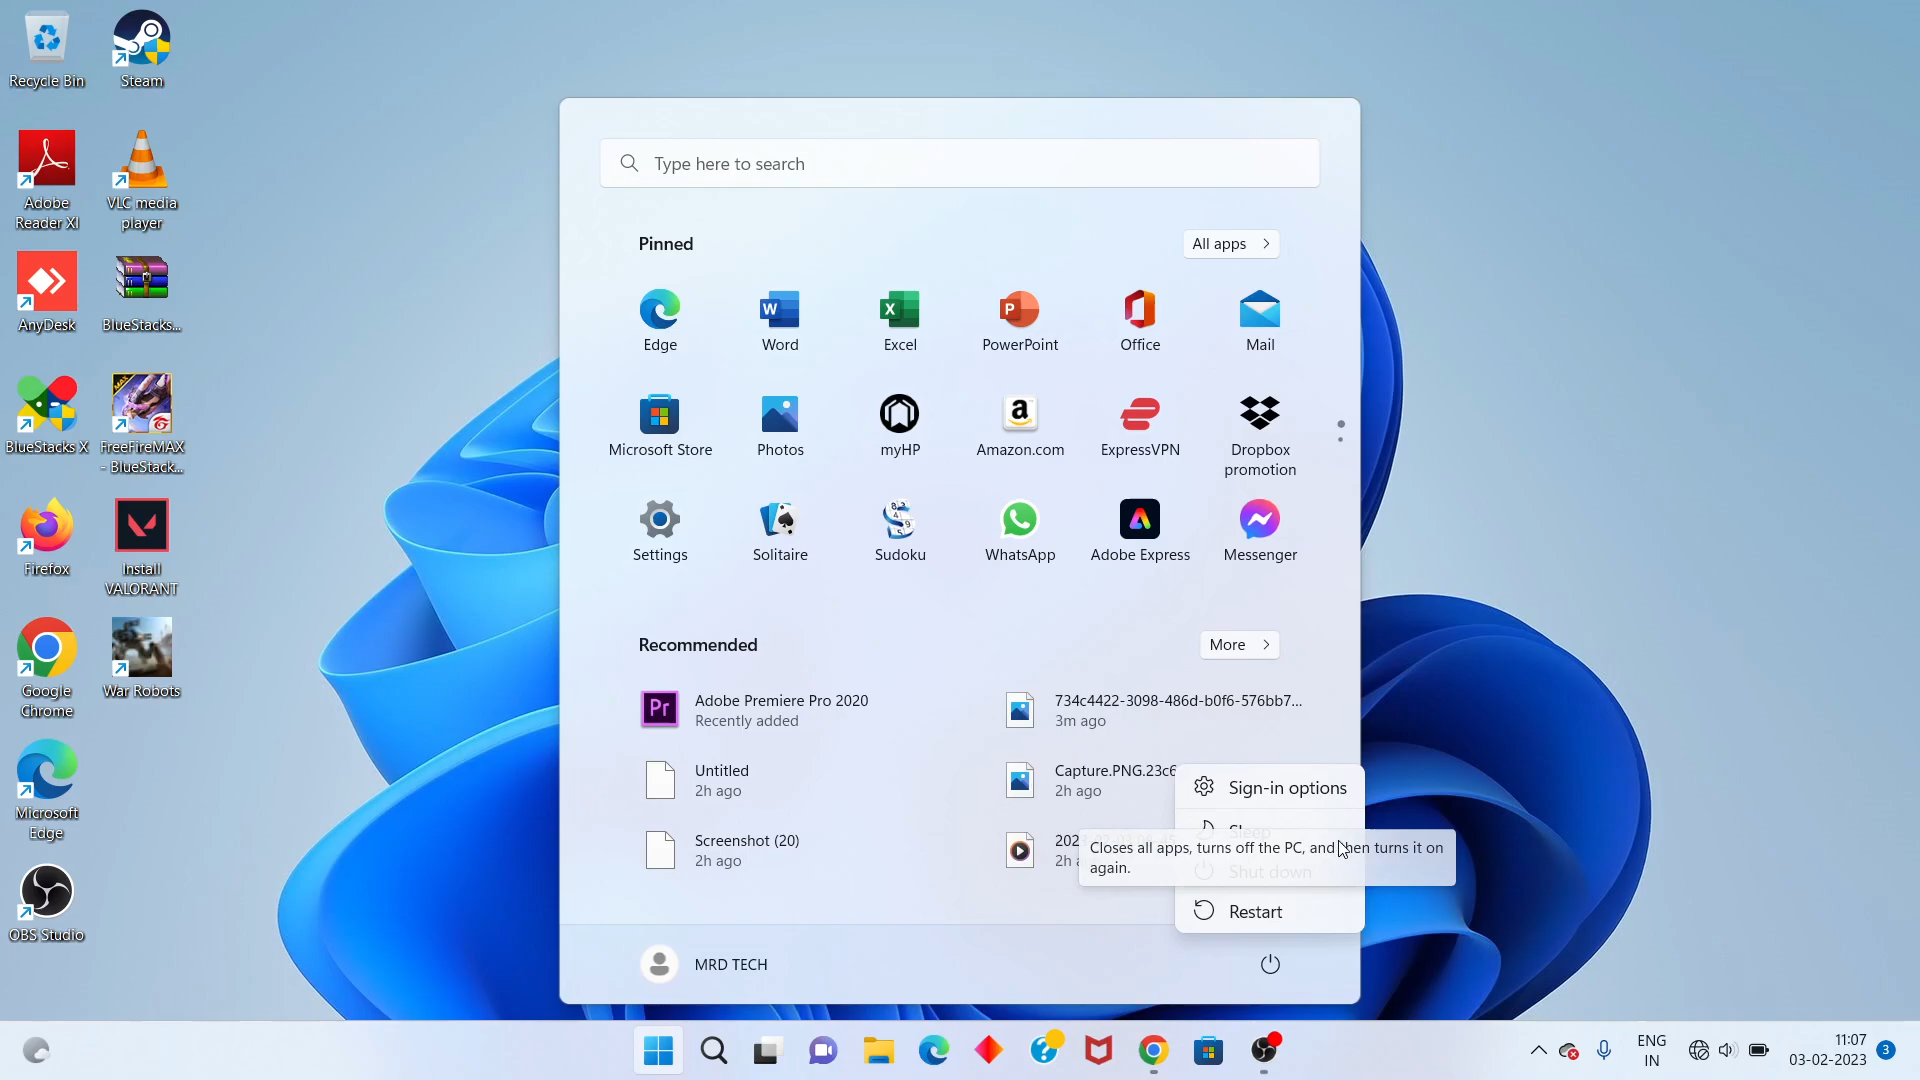 Recycle Bin
Steam
Adobe
Reader XI
VLC media
player
AnyDesk
BlueStacks...
BlueStacks X
FreeFireMAX
- BlueStack...
Firefox
Install
VALORANT
Google
Chrome
War Robots
Microsoft
Edge
OBS Studio
Type here to search
Pinned
All apps
Edge
Word
Excel
PowerPoint
Office
Mail
Microsoft Store
Photos
myHP
Amazon.com
ExpressVPN
Dropbox
promotion
Settings
Solitaire
Sudoku
WhatsApp
Adobe Express
Messenger
Recommended
More
Adobe Premiere Pro 2020
Recently added
734c4422-3098-486d-b0f6-576bb7...
3m ago
Untitled
2h ago
Capture.PNG.23c6
2h ago
Screenshot (20)
2h ago
2h a
Sign-in options
Sleep
Closes all apps, turns off the PC, and then turns it on
again.
Shut down
Restart
MRD TECH
ENG
IN
11:07
03-02-2023
3